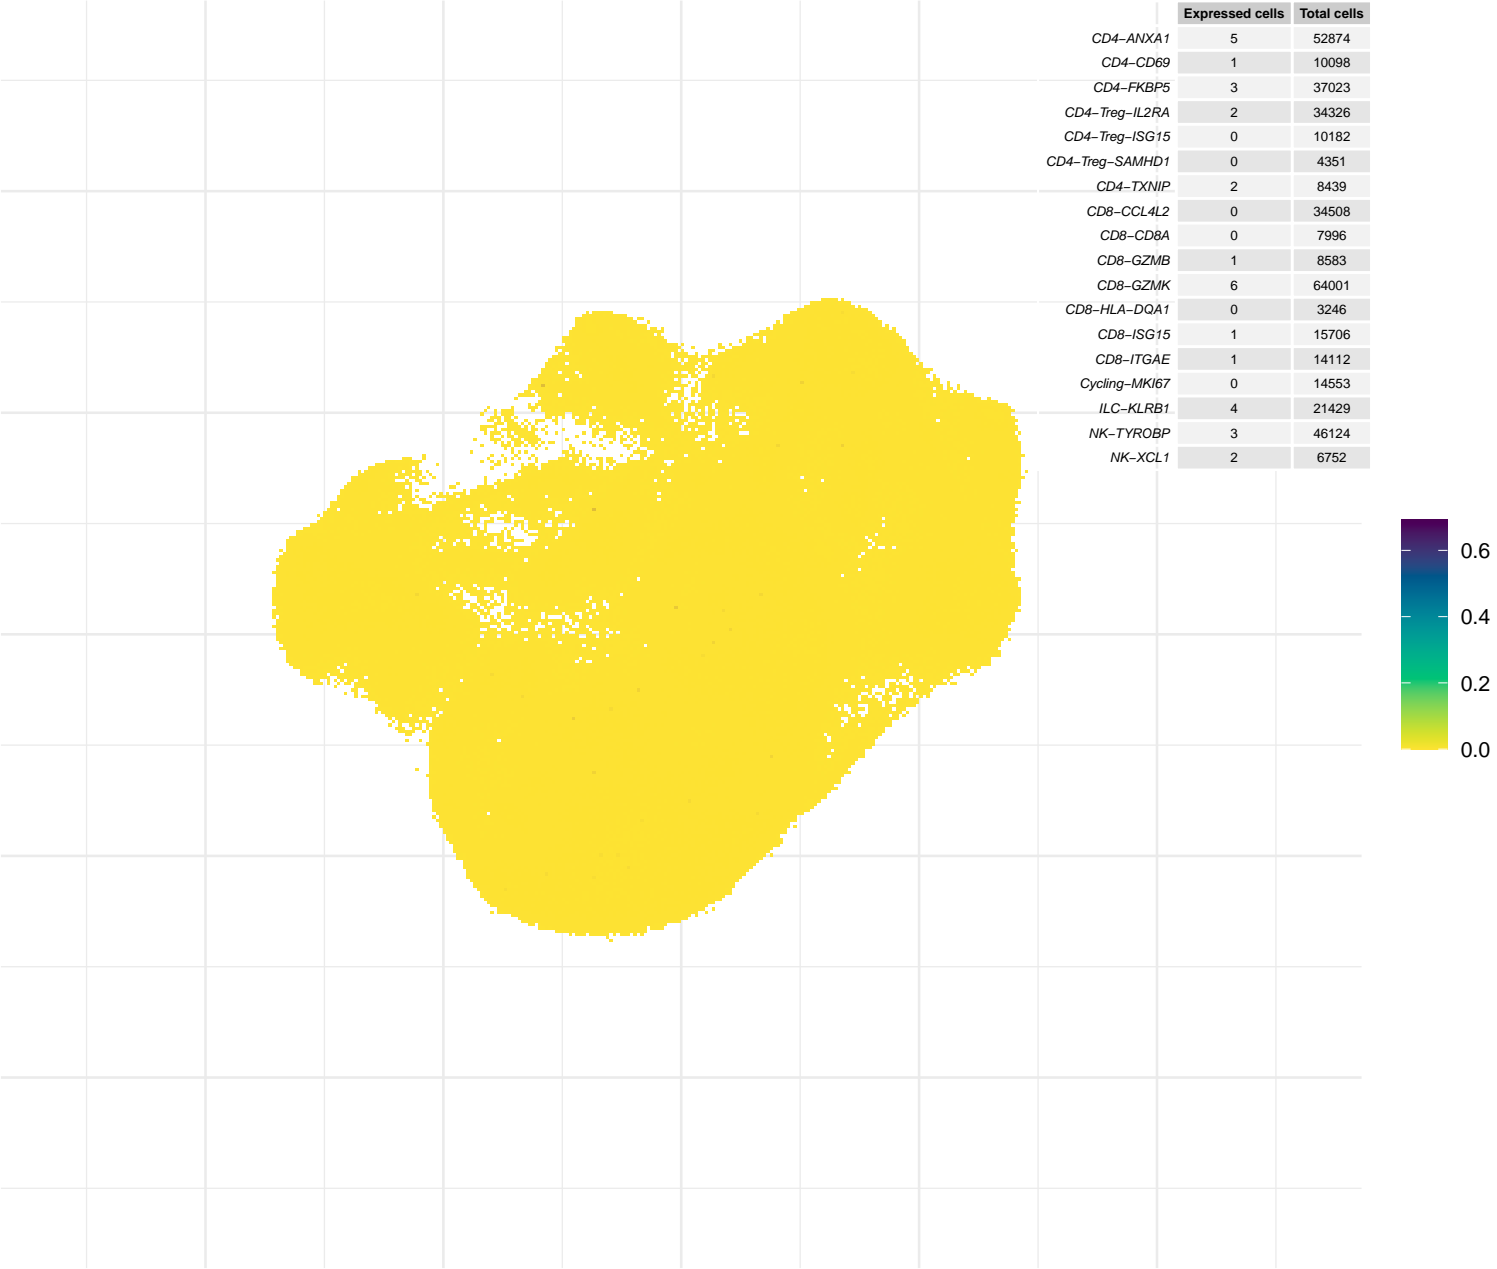 Expressed cells Total cells
CD4−ANXA1 5 52874
CD4−CD69 1 10098
CD4−FKBP5 3 37023
CD4−Treg−IL2RA 2 34326
CD4−Treg−ISG15 0 10182
CD4−Treg−SAMHD1 0 4351
CD4−TXNIP 2 8439
CD8−CCL4L2 0 34508
CD8−CD8A 0 7996
CD8−GZMB 1 8583
CD8−GZMK 6 64001
CD8−HLA−DQA1 0 3246
CD8−ISG15 1 15706
CD8−ITGAE 1 14112
Cycling−MKI67 0 14553
ILC−KLRB1 4 21429
NK−TYROBP 3 46124
NK−XCL1 2 6752
0.6
0.4
0.2
0.0